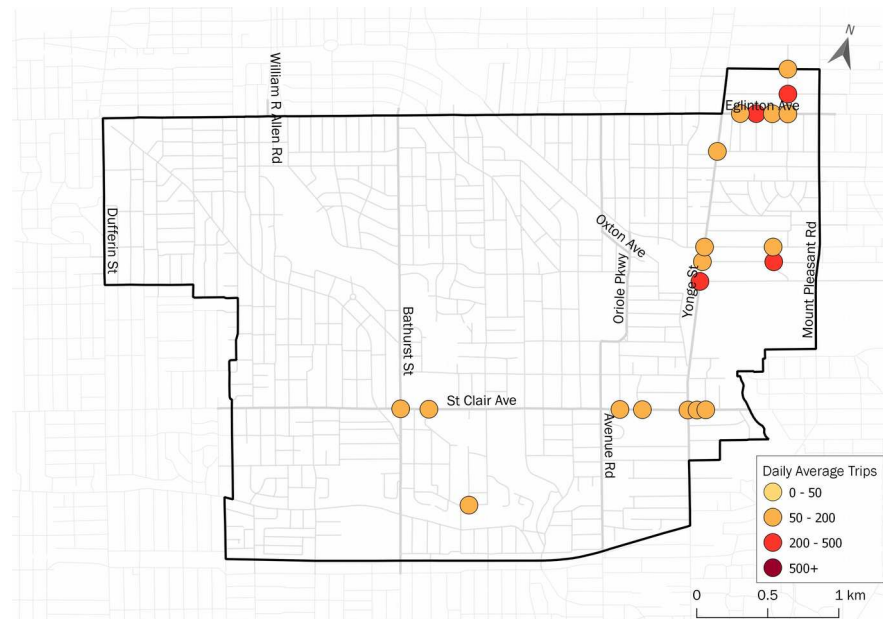 N
William R Allen Rd
Eglinton Ave
Dufferin St
Oxton Ave
Oriole Pkwy
Yonge St
Mount Pleasant Rd
Bathurst St
St Clair Ave
Avenue Rd
Daily Average Trips
0 - 50
50 - 200
200 - 500
500+
0 0.5 1 km